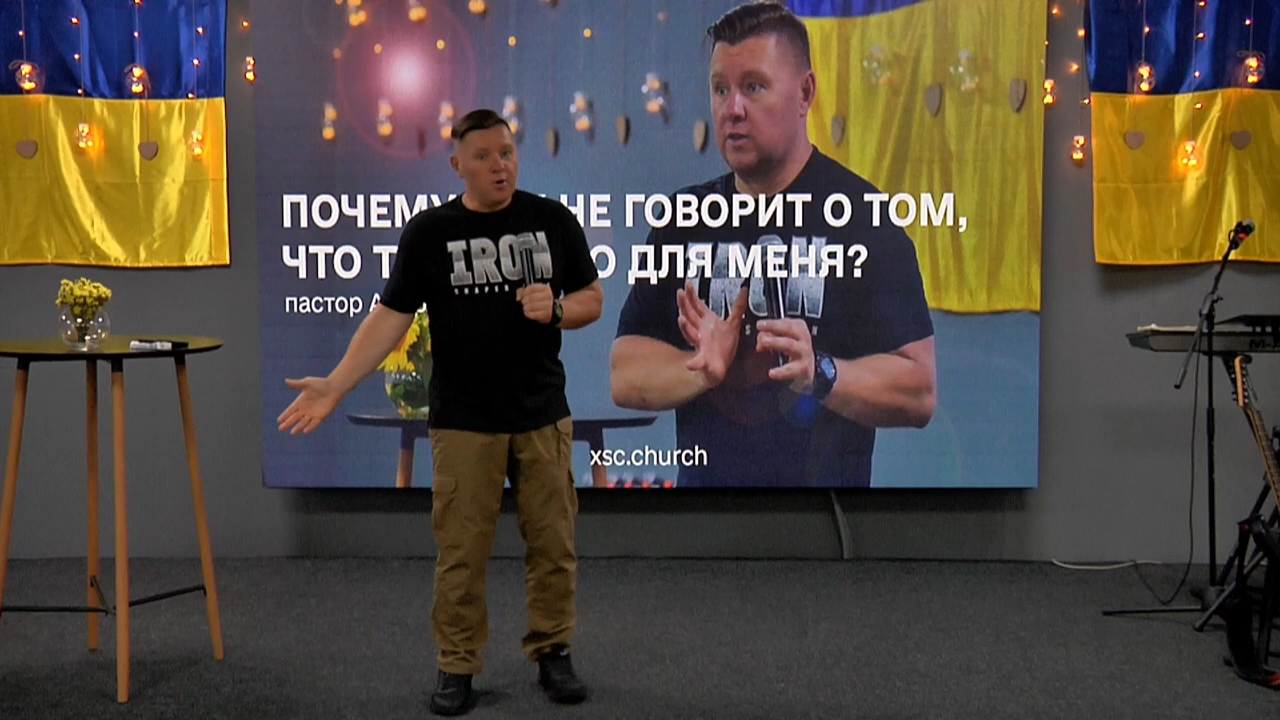 ПОЧЕМУ НЕ ГОВОРИТ О ТОМ,
ЧТО ДЛЯ МЕНЯ?
пастор
IRON
IRON
xsc.church